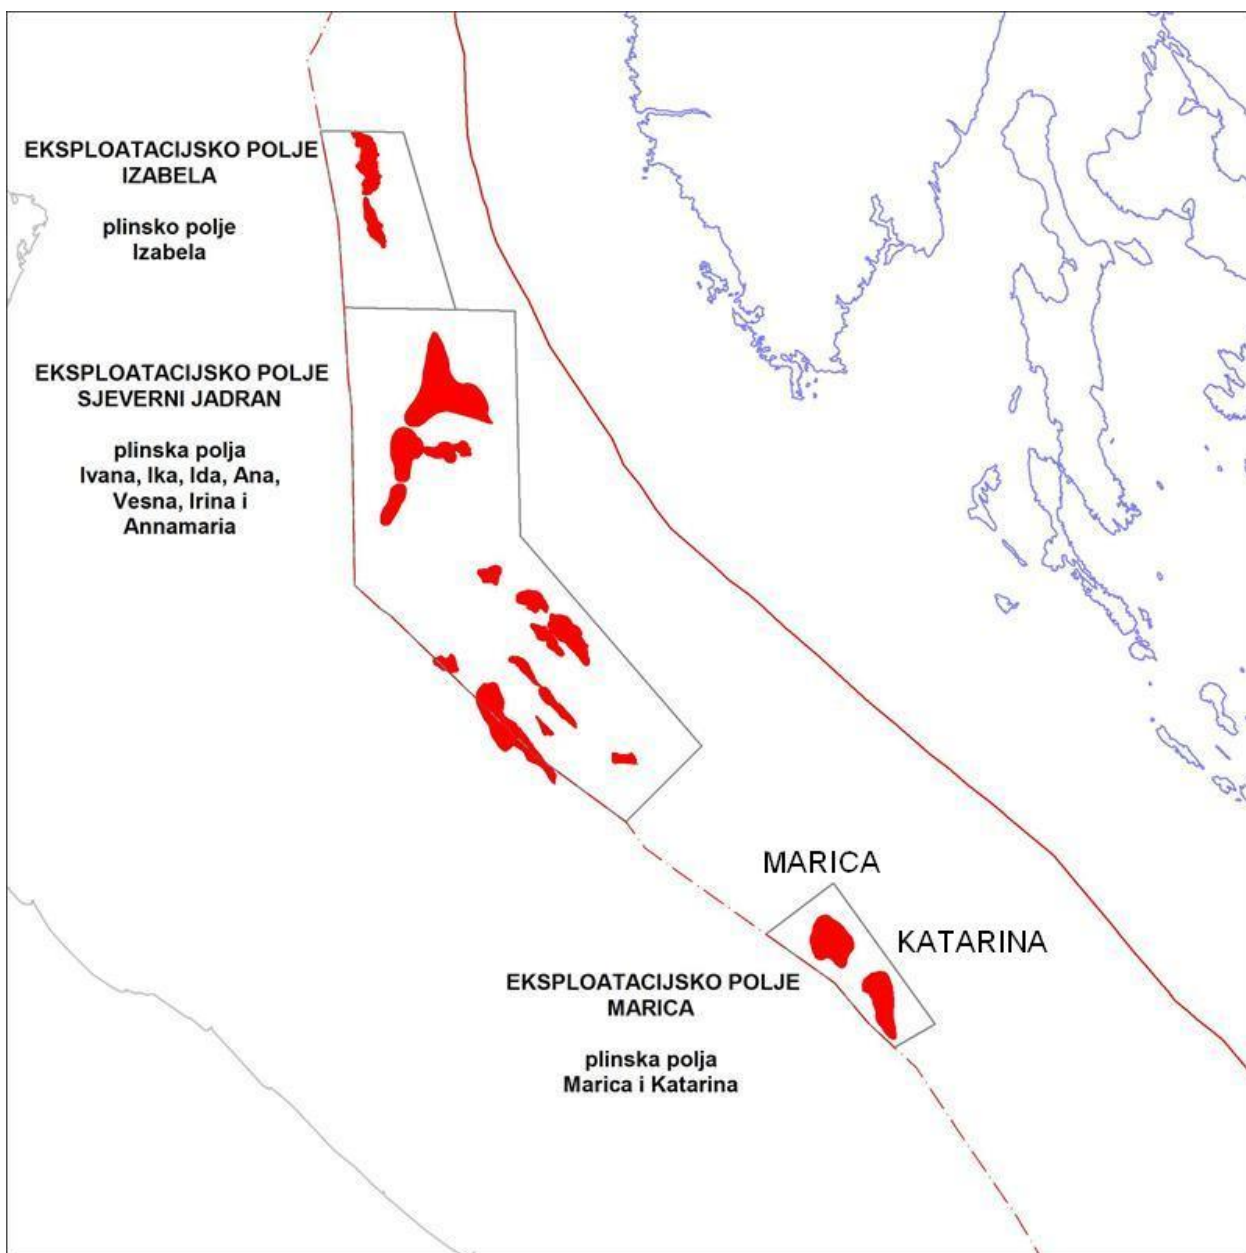 EKSPLOATACIJSKO POLJE
IZABELA
plinsko polje
Izabela
EKSPLOATACIJSKO POLJE
SJEVERNI JADRAN
plinska polja
Ivana, Ika, Ida, Ana,
Vesna, Irina i
Annamaria
MARICA
KATARINA
EKSPLOATACIJSKO POLJE
MARICA
plinska polja
Marica i Katarina